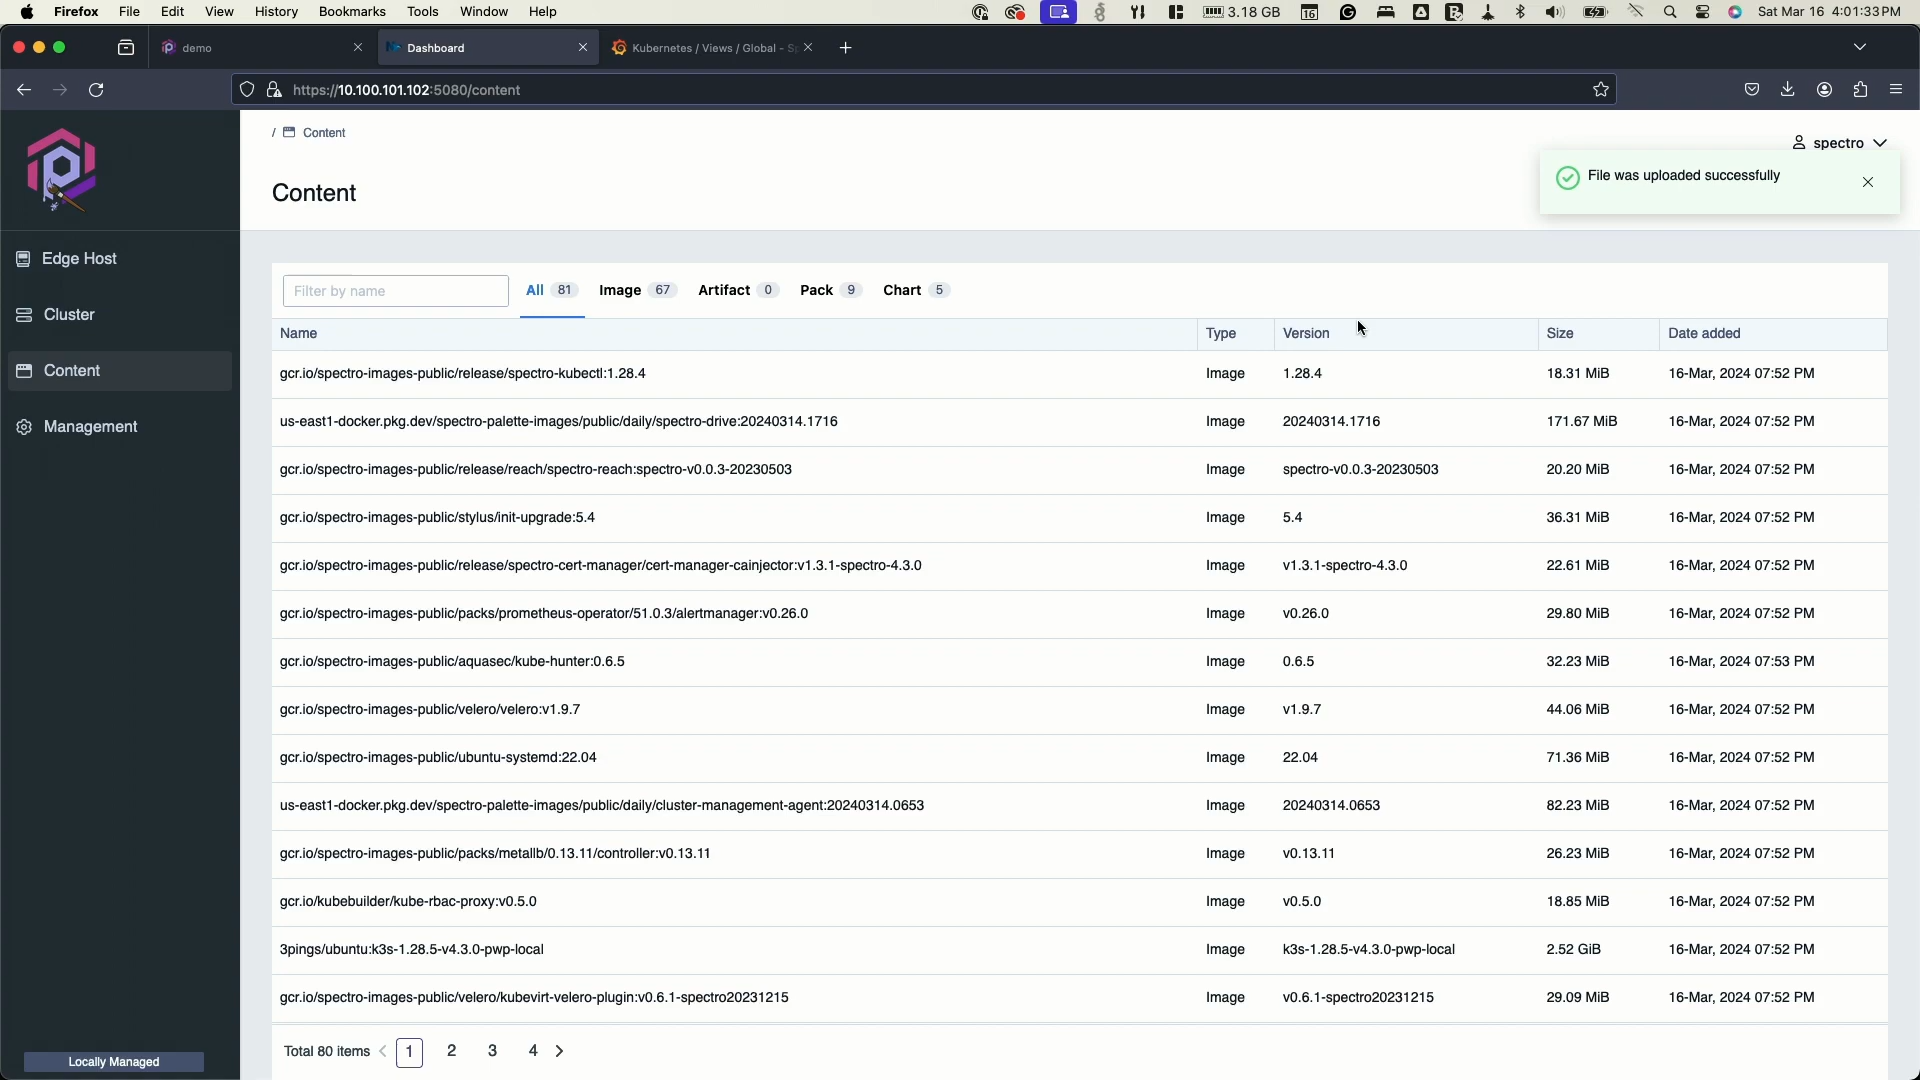 Firefox File Edit View History Bookmarks Tools Window Help 3.18 GB 16 Sat Mar 16 4:01:33 PM
demo Dashboard Kubernetes / Views / Global - S
https://10.100.101.102:5080/content
/ Content
spectro
File was uploaded successfully
Content
Edge Host
Cluster
Content
Management
Locally Managed
Filter by name All 81 Image 67 Artifact 0 Pack 9 Chart 5
Name Type Version Size Date added
gcr.io/spectro-images-public/release/spectro-kubectl:1.28.4 Image 1.28.4 18.31 MiB 16-Mar, 2024 07:52 PM
us-east1-docker.pkg.dev/spectro-palette-images/public/daily/spectro-drive:20240314.1716 Image 20240314.1716 171.67 MiB 16-Mar, 2024 07:52 PM
gcr.io/spectro-images-public/release/reach/spectro-reach:spectro-v0.0.3-20230503 Image spectro-v0.0.3-20230503 20.20 MiB 16-Mar, 2024 07:52 PM
gcr.io/spectro-images-public/stylus/init-upgrade:5.4 Image 5.4 36.31 MiB 16-Mar, 2024 07:52 PM
gcr.io/spectro-images-public/release/spectro-cert-manager/cert-manager-cainjector:v1.3.1-spectro-4.3.0 Image v1.3.1-spectro-4.3.0 22.61 MiB 16-Mar, 2024 07:52 PM
gcr.io/spectro-images-public/packs/prometheus-operator/51.0.3/alertmanager:v0.26.0 Image v0.26.0 29.80 MiB 16-Mar, 2024 07:52 PM
gcr.io/spectro-images-public/aquasec/kube-hunter:0.6.5 Image 0.6.5 32.23 MiB 16-Mar, 2024 07:53 PM
gcr.io/spectro-images-public/velero/velero:v1.9.7 Image v1.9.7 44.06 MiB 16-Mar, 2024 07:52 PM
gcr.io/spectro-images-public/ubuntu-systemd:22.04 Image 22.04 71.36 MiB 16-Mar, 2024 07:52 PM
us-east1-docker.pkg.dev/spectro-palette-images/public/daily/cluster-management-agent:20240314.0653 Image 20240314.0653 82.23 MiB 16-Mar, 2024 07:52 PM
gcr.io/spectro-images-public/packs/metallb/0.13.11/controller:v0.13.11 Image v0.13.11 26.23 MiB 16-Mar, 2024 07:52 PM
gcr.io/kubebuilder/kube-rbac-proxy:v0.5.0 Image v0.5.0 18.85 MiB 16-Mar, 2024 07:52 PM
3pings/ubuntu:k3s-1.28.5-v4.3.0-pwp-local Image k3s-1.28.5-v4.3.0-pwp-local 2.52 GiB 16-Mar, 2024 07:52 PM
gcr.io/spectro-images-public/velero/kubevirt-velero-plugin:v0.6.1-spectro20231215 Image v0.6.1-spectro20231215 29.09 MiB 16-Mar, 2024 07:52 PM
Total 80 items 1 2 3 4